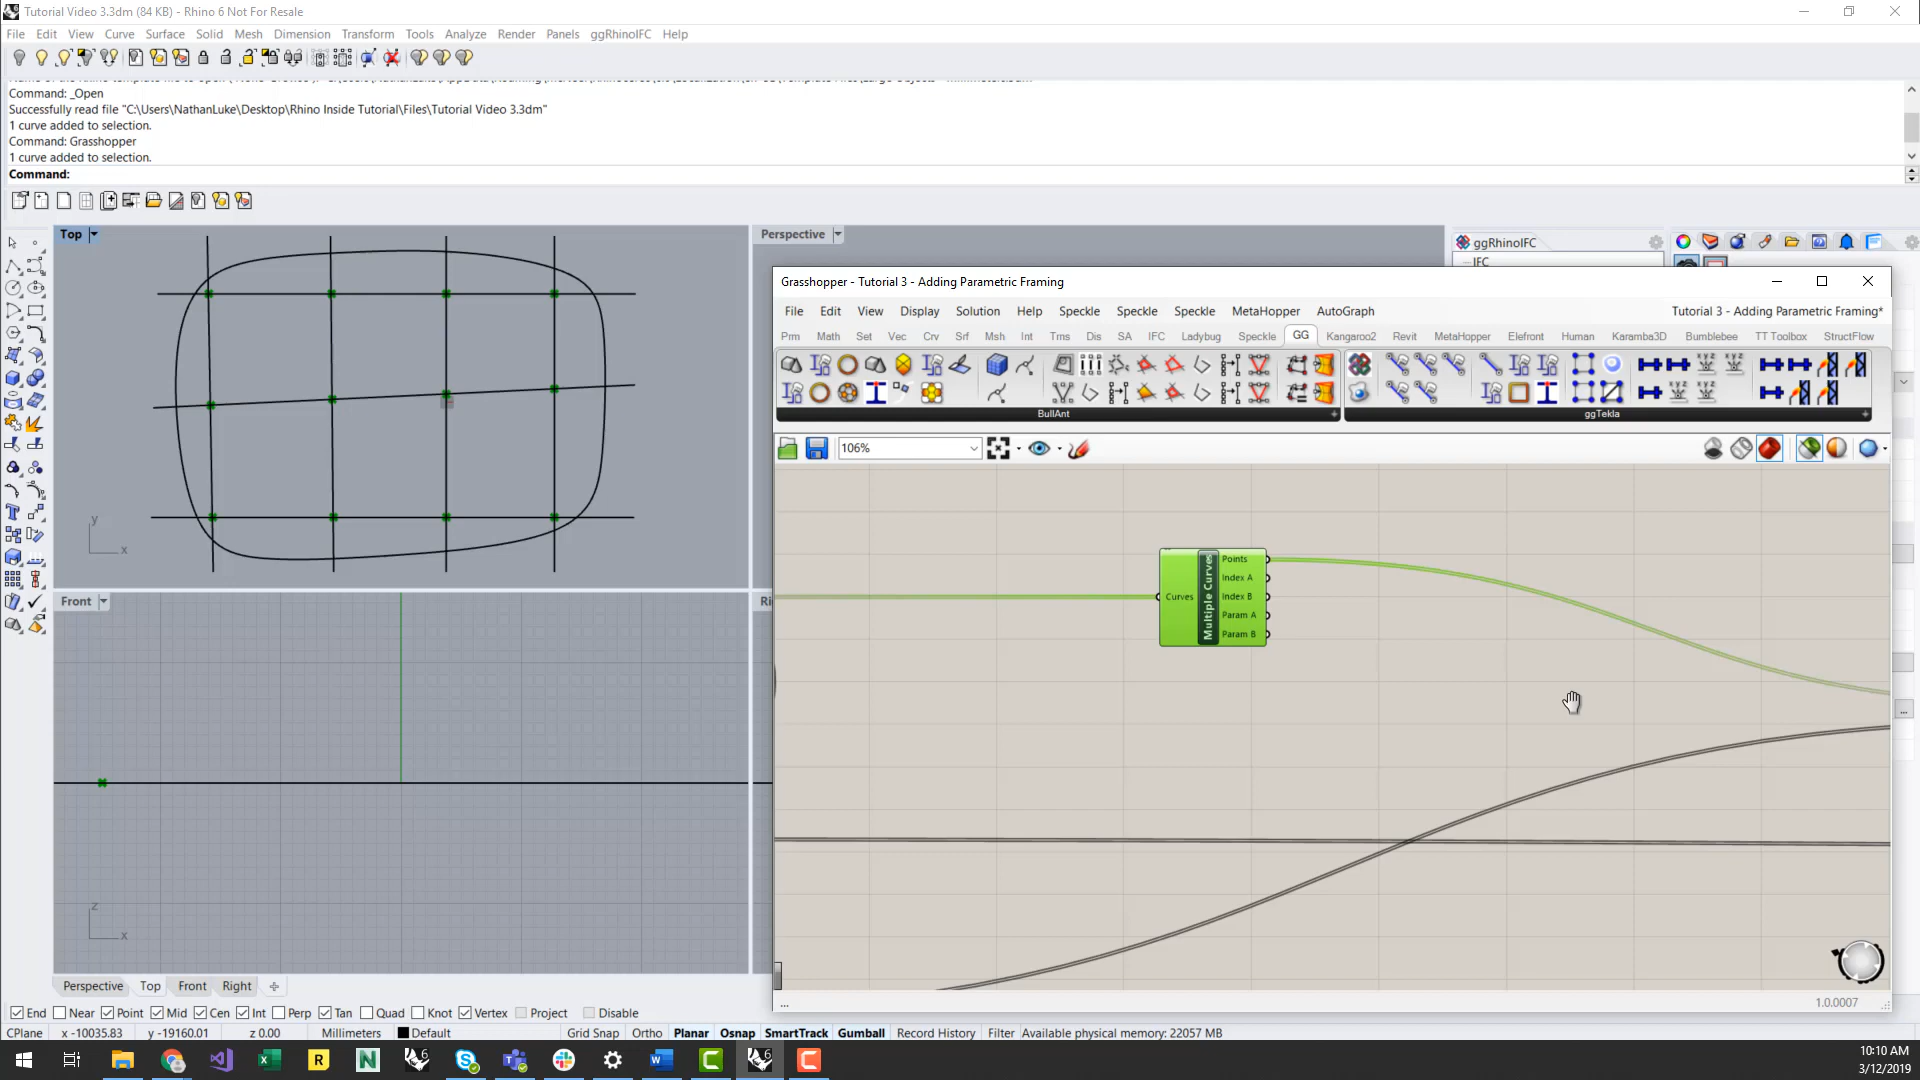 Tutorial Video 3.3dm (84 KB) - Rhino 6 Not For Resale
File Edit View Curve Surface Solid Mesh Dimension Transform Tools Analyze Render Panels ggRhinoIFC Help
Command: _Open
Successfully read file "C:\Users\NathanLuke\Desktop\Rhino Inside Tutorial\Files\Tutorial Video 3.3dm"
1 curve added to selection.
Command: Grasshopper
1 curve added to selection.
Command:
Top
Perspective
ggRhinoIFC
IFC
Grasshopper - Tutorial 3 - Adding Parametric Framing
File Edit View Display Solution Help Speckle Speckle Speckle MetaHopper AutoGraph Tutorial 3 - Adding Parametric Framing*
Prm Math Set Vec Crv Srf Msh Int Trns Dis SA IFC Ladybug Speckle GG Kangaroo2 Revit MetaHopper Elefront Human Karamba3D Bumblebee TT Toolbox StructFlow
BullAnt
ggTekla
106%
y
x
Curves
Multiple Curves
Points
Index A
Index B
Param A
Param B
Front
z
x
Perspective Top Front Right
1.0.0007
...
End Near Point Mid Cen Int Perp Tan Quad Knot Vertex Project Disable
CPlane x -10035.83 y -19160.01 z 0.00 Millimeters Default Grid Snap Ortho Planar Osnap SmartTrack Gumball Record History Filter Available physical memory: 22057 MB
10:10 AM
3/12/2019